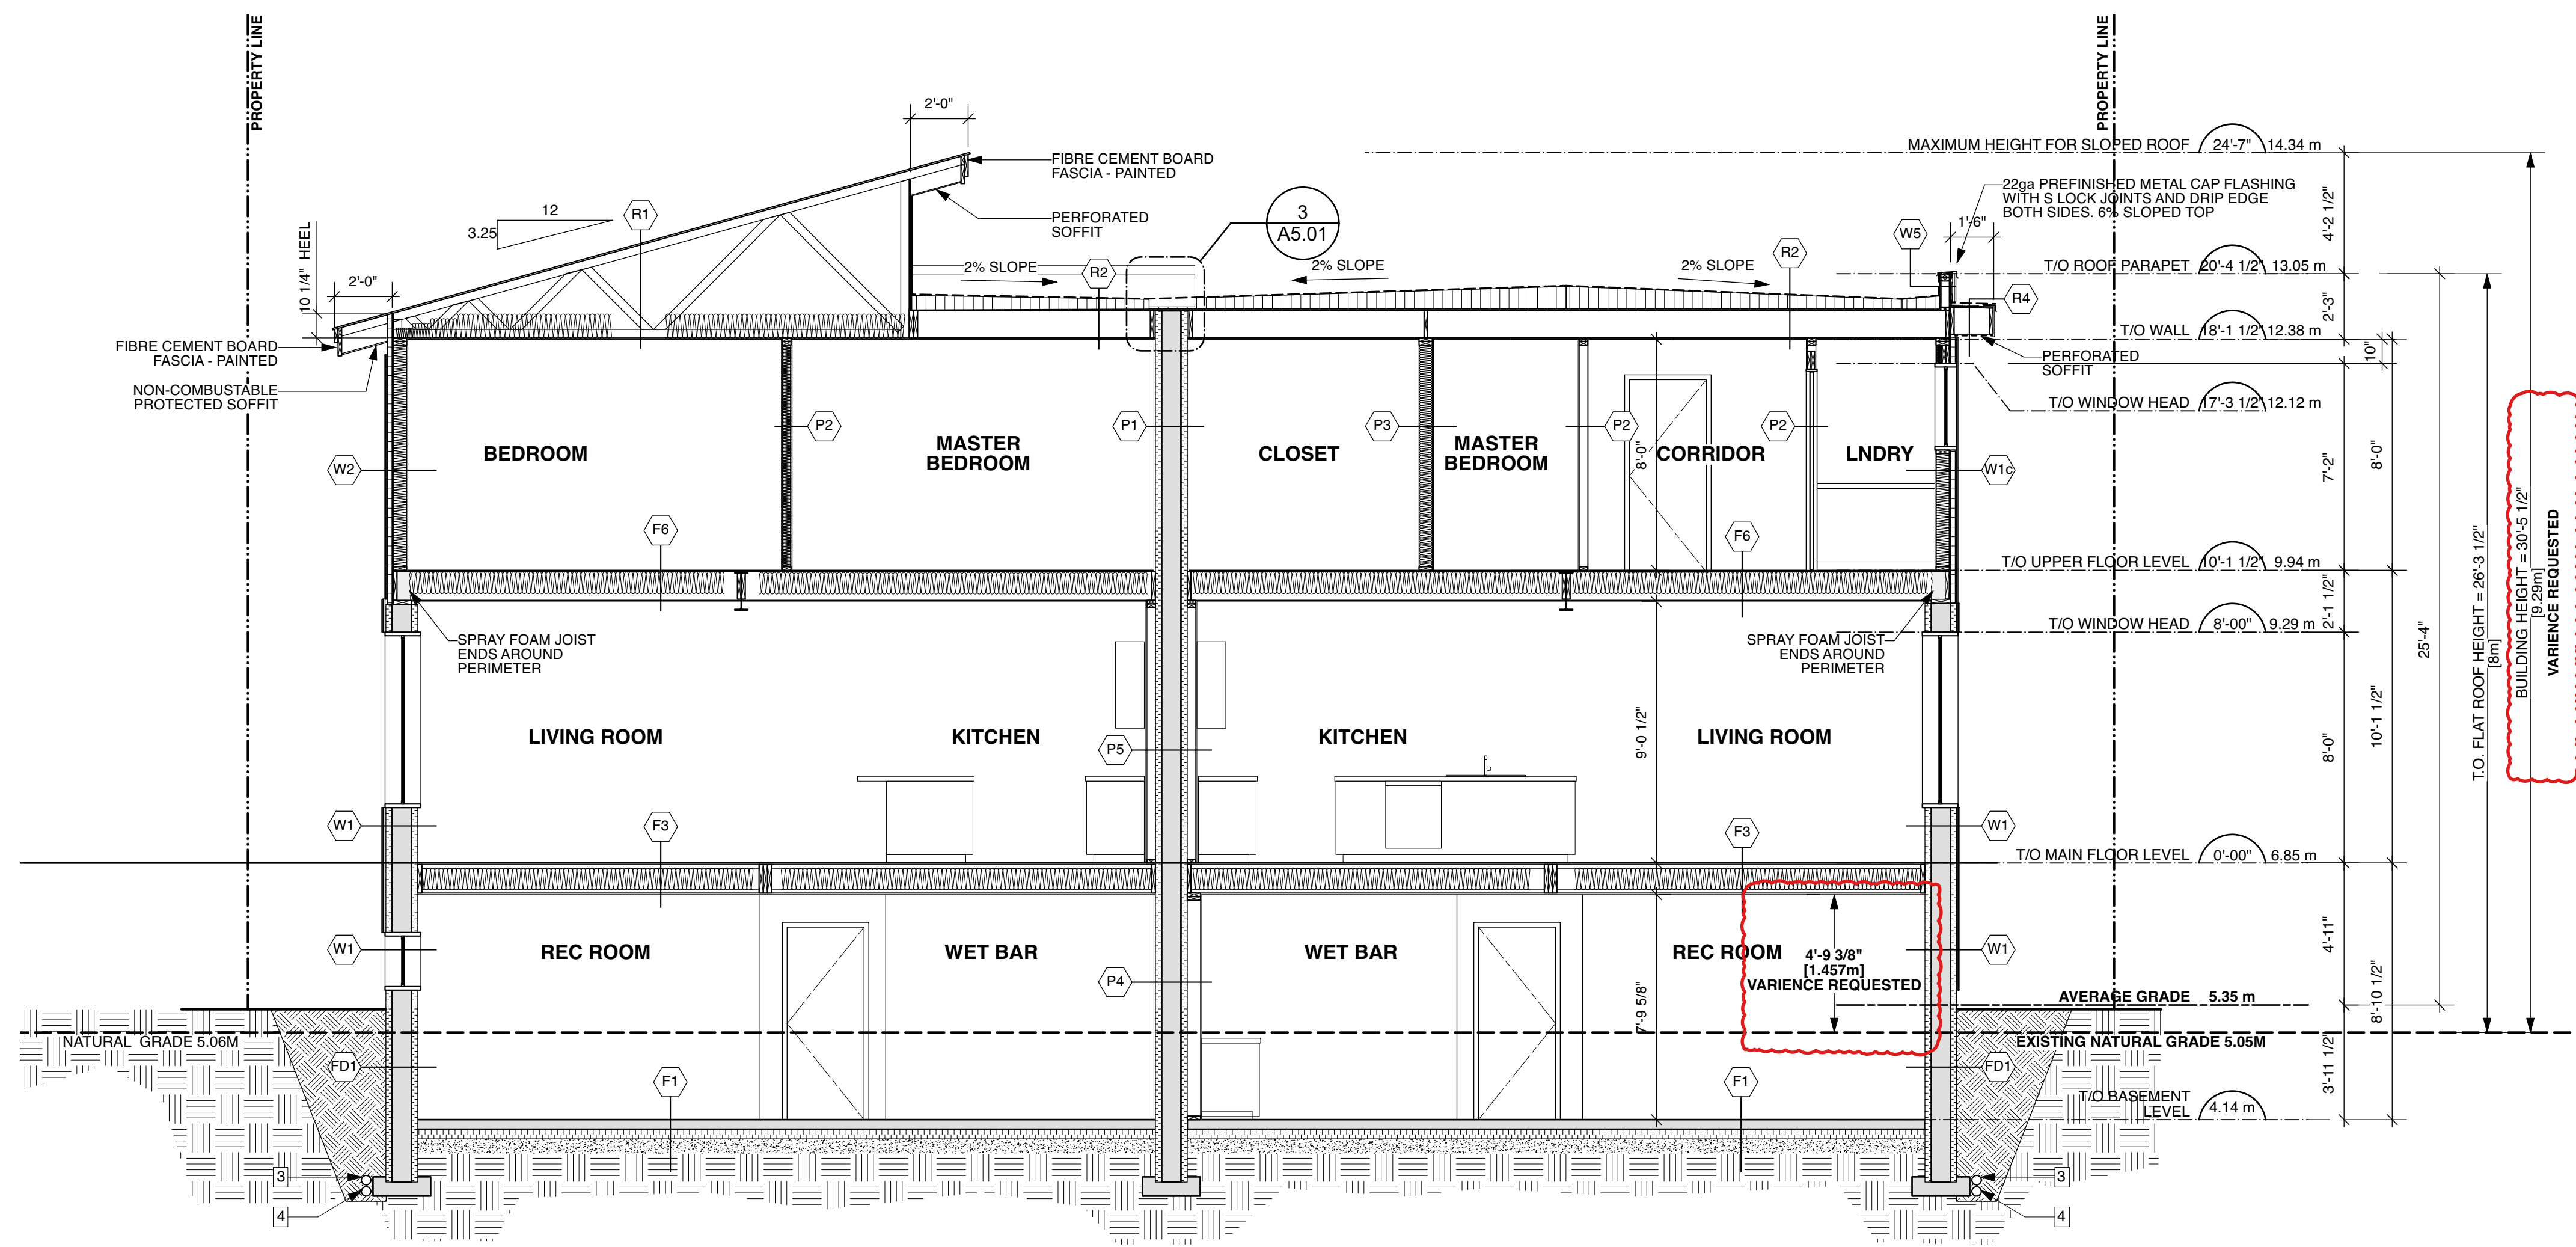 PROPERTY LINE
PROPERTY LINE
2'-0"
FIBRE CEMENT BOARD
FASCIA - PAINTED
PERFORATED
SOFFIT
12
3.25
R1
3
A5.01
10 1/4" HEEL
2'-0"
2% SLOPE
R2
2% SLOPE
2% SLOPE
R2
W5
MAXIMUM HEIGHT FOR SLOPED ROOF 24'-7" 14.34 m
22ga PREFINISHED METAL CAP FLASHING
WITH S LOCK JOINTS AND DRIP EDGE
BOTH SIDES. 6% SLOPED TOP
1'-6"
T/O ROOF PARAPET 20'-4 1/2" 13.05 m
R4
T/O WALL 18'-1 1/2" 12.38 m
PERFORATED
SOFFIT
T/O WINDOW HEAD 17'-3 1/2" 12.12 m
FIBRE CEMENT BOARD
FASCIA - PAINTED
NON-COMBUSTABLE
PROTECTED SOFFIT
W2
BEDROOM
P2
MASTER
BEDROOM
P1
CLOSET
P3
MASTER
BEDROOM
P2
8'-0"
CORRIDOR
P2
LNDRY
W1c
F6
F6
T/O UPPER FLOOR LEVEL 10'-1 1/2" 9.94 m
SPRAY FOAM JOIST
ENDS AROUND
PERIMETER
SPRAY FOAM JOIST
ENDS AROUND
PERIMETER
T/O WINDOW HEAD 8'-00" 9.29 m
LIVING ROOM
KITCHEN
P5
KITCHEN
9'-0 1/2"
LIVING ROOM
W1
F3
F3
W1
T/O MAIN FLOOR LEVEL 0'-00" 6.85 m
W1
REC ROOM
WET BAR
P4
WET BAR
7'-9 5/8"
REC ROOM
4'-9 3/8"
[1.457m]
VARIENCE REQUESTED
W1
AVERAGE GRADE 5.35 m
NATURAL GRADE 5.06M
EXISTING NATURAL GRADE 5.05M
FD1
F1
F1
FD1
T/O BASEMENT
LEVEL
4.14 m
3
4
3
4
4'-2 1/2"
2'-3"
10"
7'-2"
8'-0"
2'-1 1/2"
8'-0"
10'-1 1/2"
4'-11"
8'-10 1/2"
3'-11 1/2"
25'-4"
T.O. FLAT ROOF HEIGHT = 26'-3 1/2"
[8m]
BUILDING HEIGHT = 30'-5 1/2"
[9.29m]
VARIENCE REQUESTED